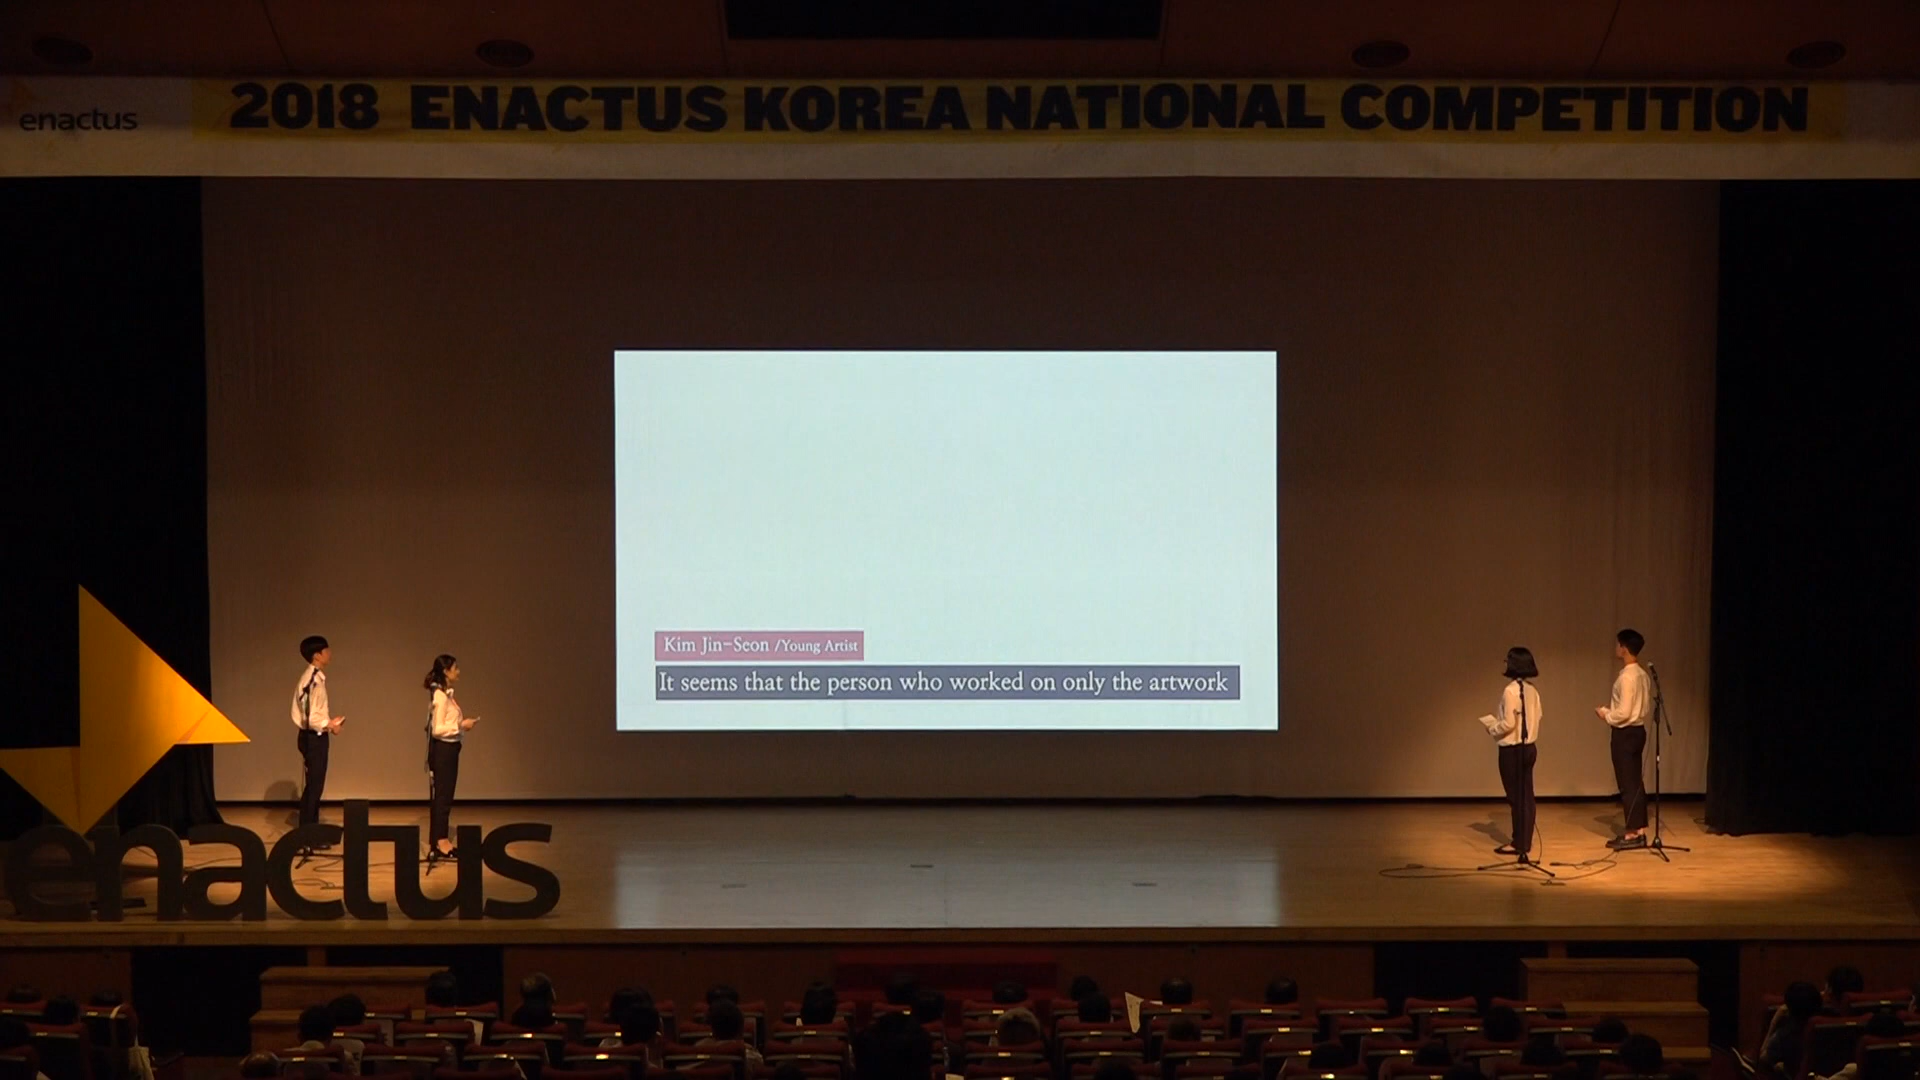 enactus
2018 ENACTUS KOREA NATIONAL COMPETITION
Kim Jin-Seon /Young Artist
It seems that the person who worked on only the artwork
enactus